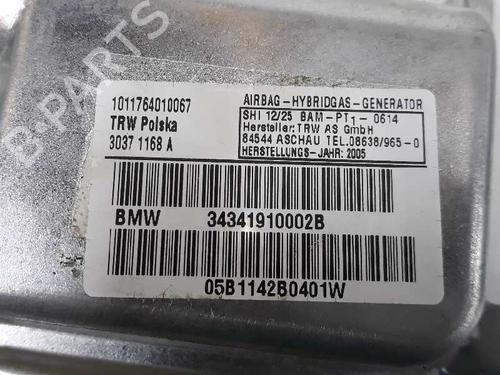 1011764010067
TRW Polska
3037 1168 A
AIRBAG-HYBRIDGAS-GENERATOR
SHI 12/25 BAM-PT1-0614
Hersteller: TRW AS GmbH
84544 ASCHAU TEL.08638/965-0
HERSTELLUNGS-JAHR: 2005
BMW 34341910002B
05B1142B0401W